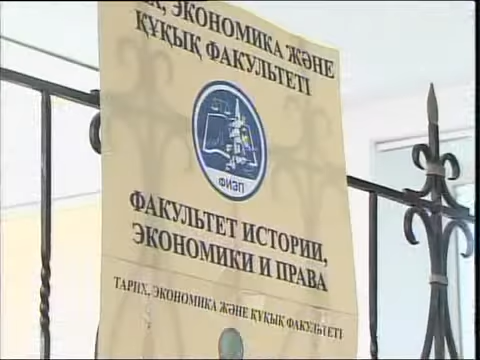 ЭКОНОМИКА ЖӘНЕ
ҚҰҚЫҚ ФАКУЛЬТЕТІ
ФИЭП
ФАКУЛЬТЕТ ИСТОРИИ,
ЭКОНОМИКИ И ПРАВА
ТАРИХ, ЭКОНОМИКА ЖӘНЕ ҚҰҚЫҚ ФАКУЛЬТЕТІ